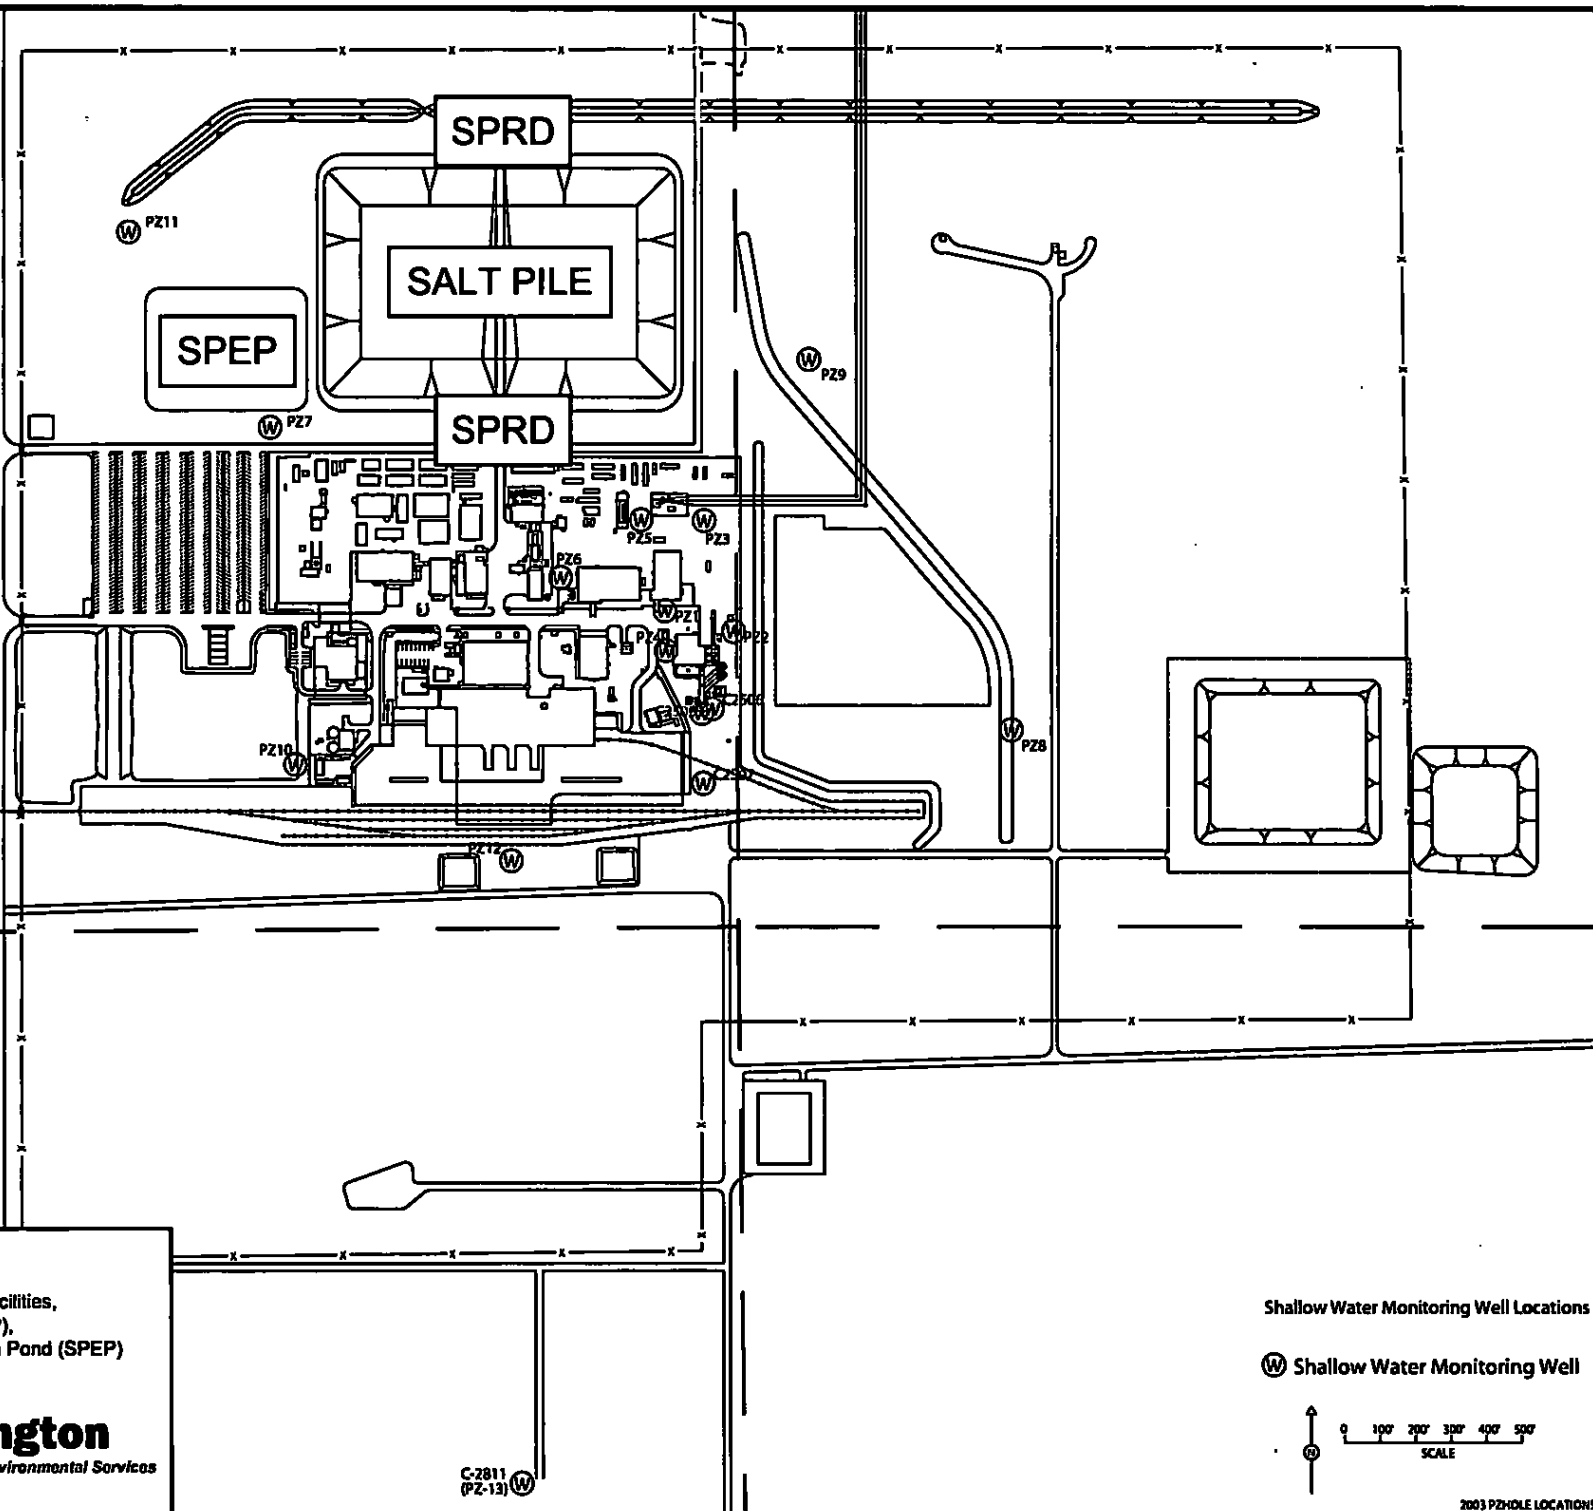 SPRD
PZ11
SALT PILE
SPEP
PZ9
PZ7
SPRD
PZ5
PZ3
PZ6
PZ1
PZ2
PZ4
C2506
PZ8
PZ10
PZ12
cilities,
),
Pond (SPEP)
ngton
vironmental Services
C-2811
(PZ-13)
Shallow Water Monitoring Well Locations
W Shallow Water Monitoring Well
N
0 100' 200' 300' 400' 500'
SCALE
2003 PZHOLE LOCATIONS